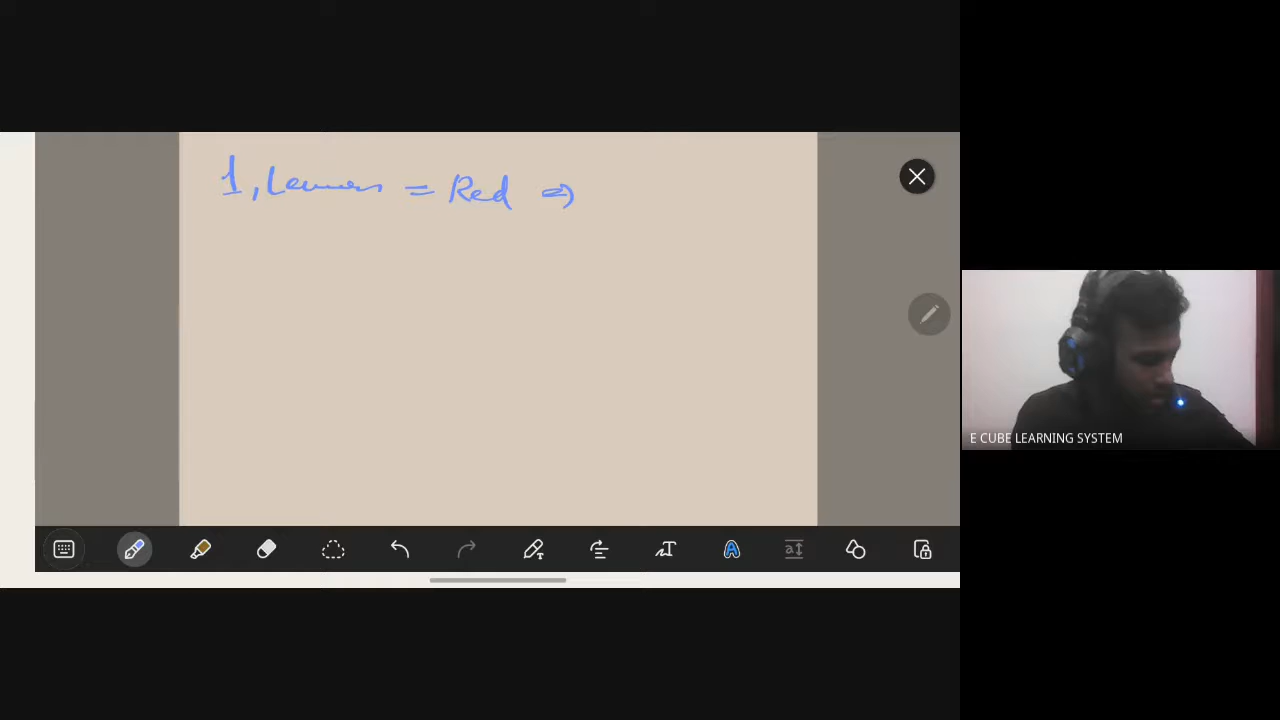 1, Lemon = Red ⇒
E CUBE LEARNING SYSTEM